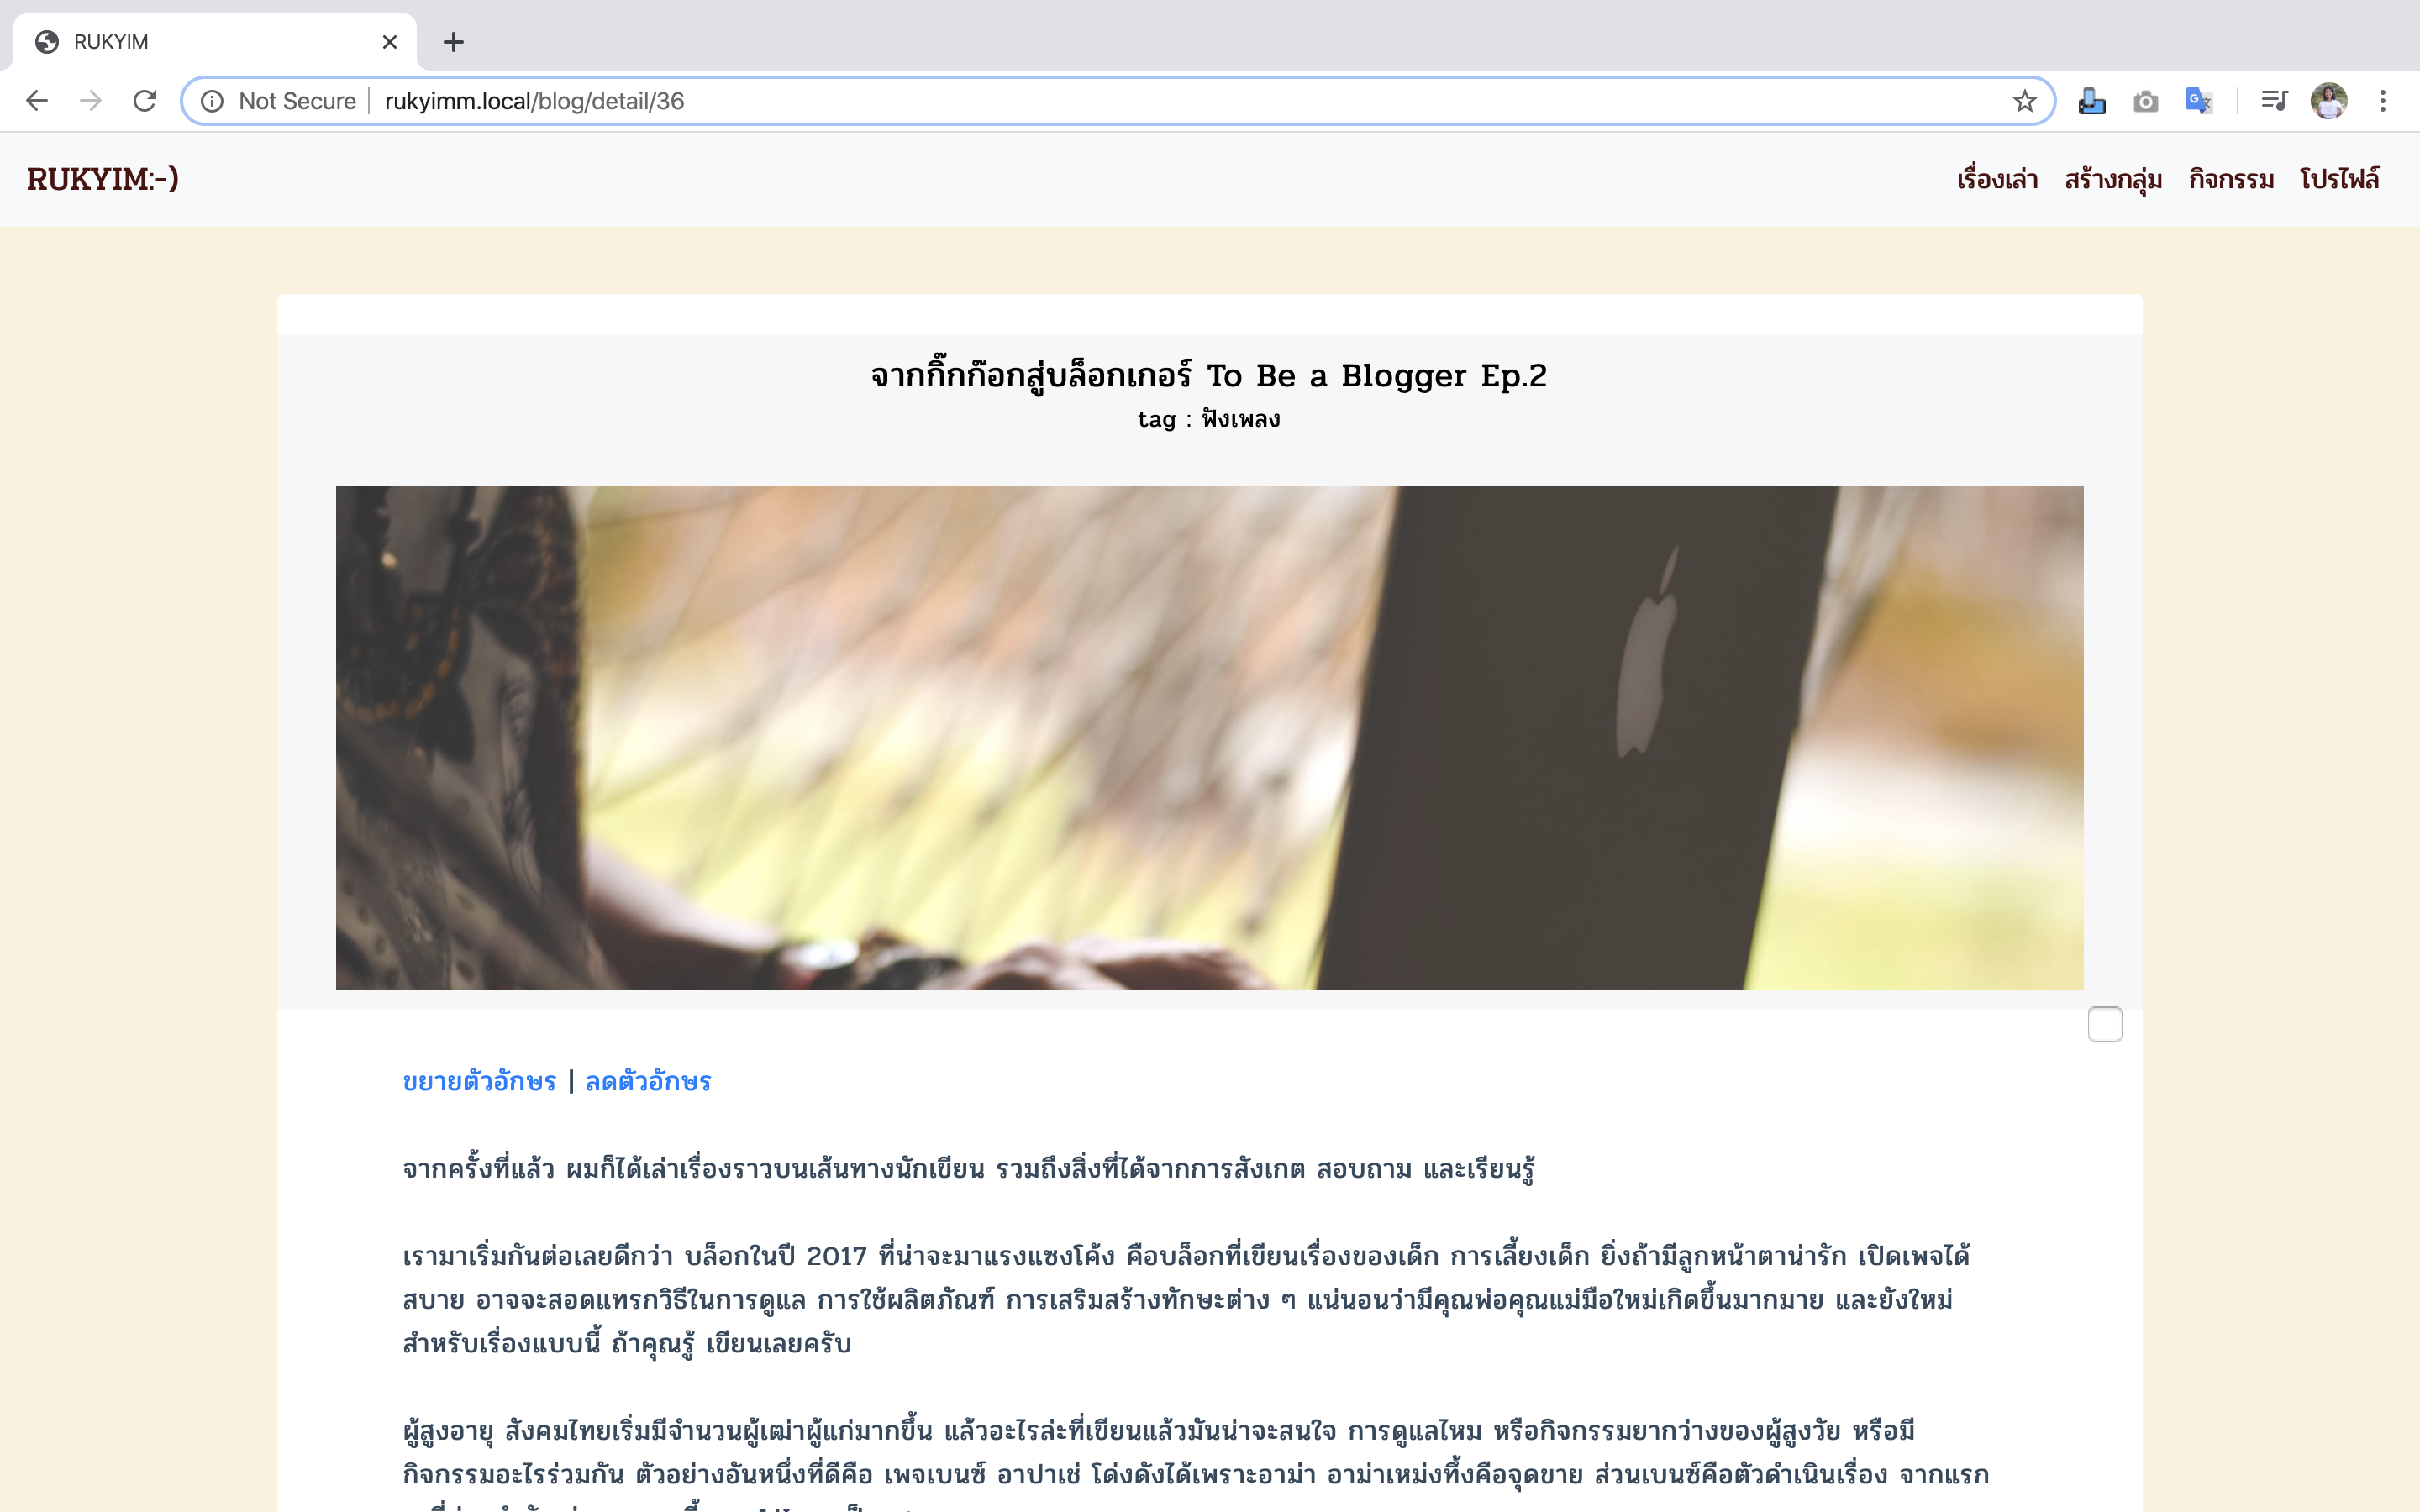 RUKYIM
Not Secure | rukyimm.local/blog/detail/36
RUKYIM:-)
เรื่องเล่า สร้างกลุ่ม กิจกรรม โปรไฟล์
จากกิ๊กก๊อกสู่บล็อกเกอร์ To Be a Blogger Ep.2
tag : ฟังเพลง
ขยายตัวอักษร | ลดตัวอักษร
จากครั้งที่แล้ว ผมก็ได้เล่าเรื่องราวบนเส้นทางนักเขียน รวมถึงสิ่งที่ได้จากการสังเกต สอบถาม และเรียนรู้
เรามาเริ่มกันต่อเลยดีกว่า บล็อกในปี 2017 ที่น่าจะมาแรงแซงโค้ง คือบล็อกที่เขียนเรื่องของเด็ก การเลี้ยงเด็ก ยิ่งถ้ามีลูกหน้าตาน่ารัก เปิดเพจได้
สบาย อาจจะสอดแทรกวิธีในการดูแล การใช้ผลิตภัณฑ์ การเสริมสร้างทักษะต่าง ๆ แน่นอนว่ามีคุณพ่อคุณแม่มือใหม่เกิดขึ้นมากมาย และยังใหม่
สำหรับเรื่องแบบนี้ ถ้าคุณรู้ เขียนเลยครับ
ผู้สูงอายุ สังคมไทยเริ่มมีจำนวนผู้เฒ่าผู้แก่มากขึ้น แล้วอะไรล่ะที่เขียนแล้วมันน่าจะสนใจ การดูแลไหม หรือกิจกรรมยากว่างของผู้สูงวัย หรือมี
กิจกรรมอะไรร่วมกัน ตัวอย่างอันหนึ่งที่ดีคือ เพจเบนซ์ อาปาเช่ โด่งดังได้เพราะอาม่า อาม่าเหม่งทึ้งคือจุดขาย ส่วนเบนซ์คือตัวดำเนินเรื่อง จากแรก